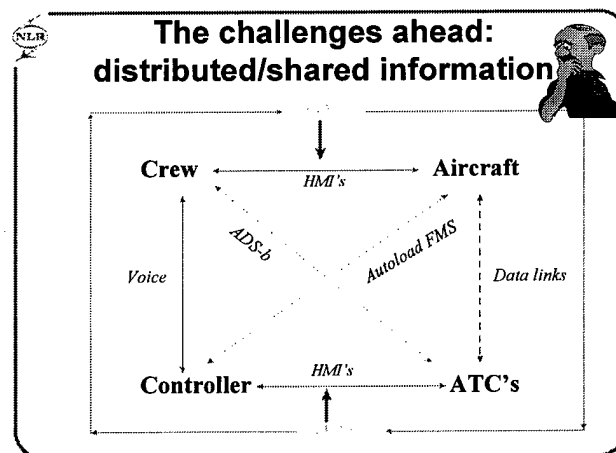 NLR
The challenges ahead:
distributed/shared information
Crew
HMI's
Aircraft
ADS-b
Autoload FMS
Voice
Data links
Controller
HMI's
ATC's